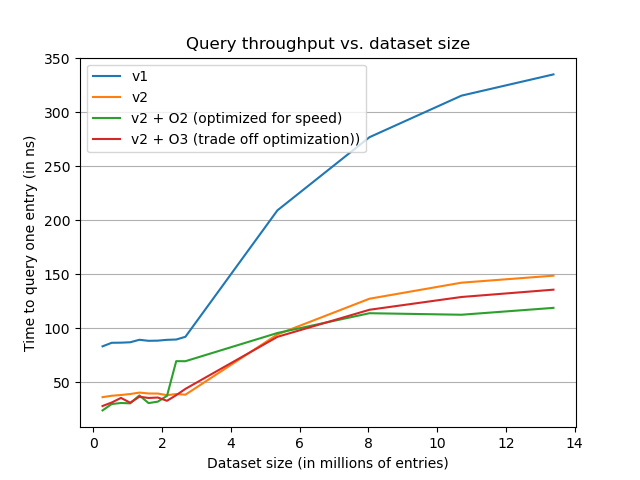 Query throughput vs. dataset size
Time to query one entry (in ns)
350
300
250
200
150
100
50
v1
v2
v2 + O2 (optimized for speed)
v2 + O3 (trade off optimization))
0 2 4 6 8 10 12 14
Dataset size (in millions of entries)